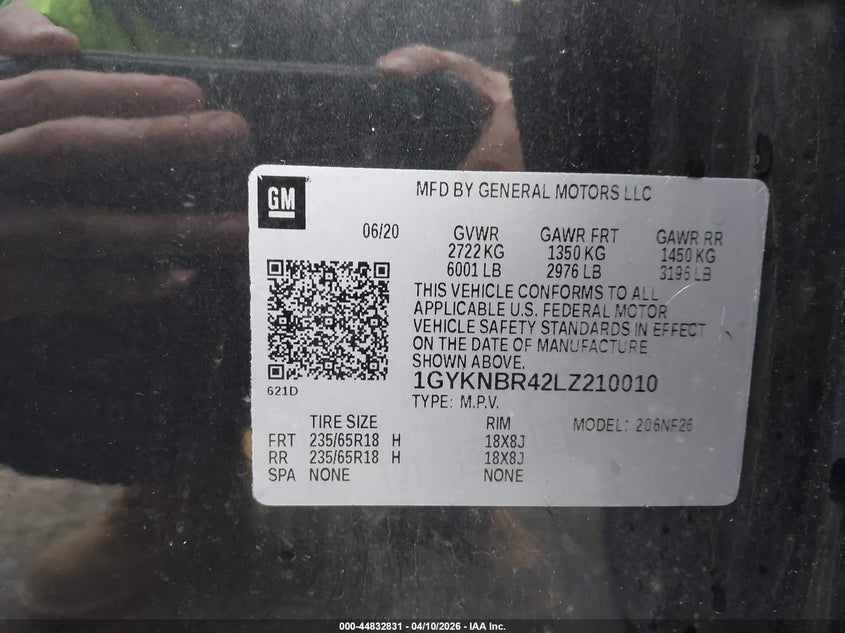 GM
MFD BY GENERAL MOTORS LLC
06/20 GVWR GAWR FRT GAWR RR
2722 KG 1350 KG 1450 KG
6001 LB 2976 LB 3196 LB
THIS VEHICLE CONFORMS TO ALL
APPLICABLE U.S. FEDERAL MOTOR
VEHICLE SAFETY STANDARDS IN EFFECT
ON THE DATE OF MANUFACTURE
SHOWN ABOVE.
1GYKNBR42LZ210010
621D
TYPE: M.P.V.
TIRE SIZE RIM MODEL: 206NF26
FRT 235/65R18 H 18X8J
RR 235/65R18 H 18X8J
SPA NONE NONE
000-44832831 - 04/10/2026 - IAA Inc.